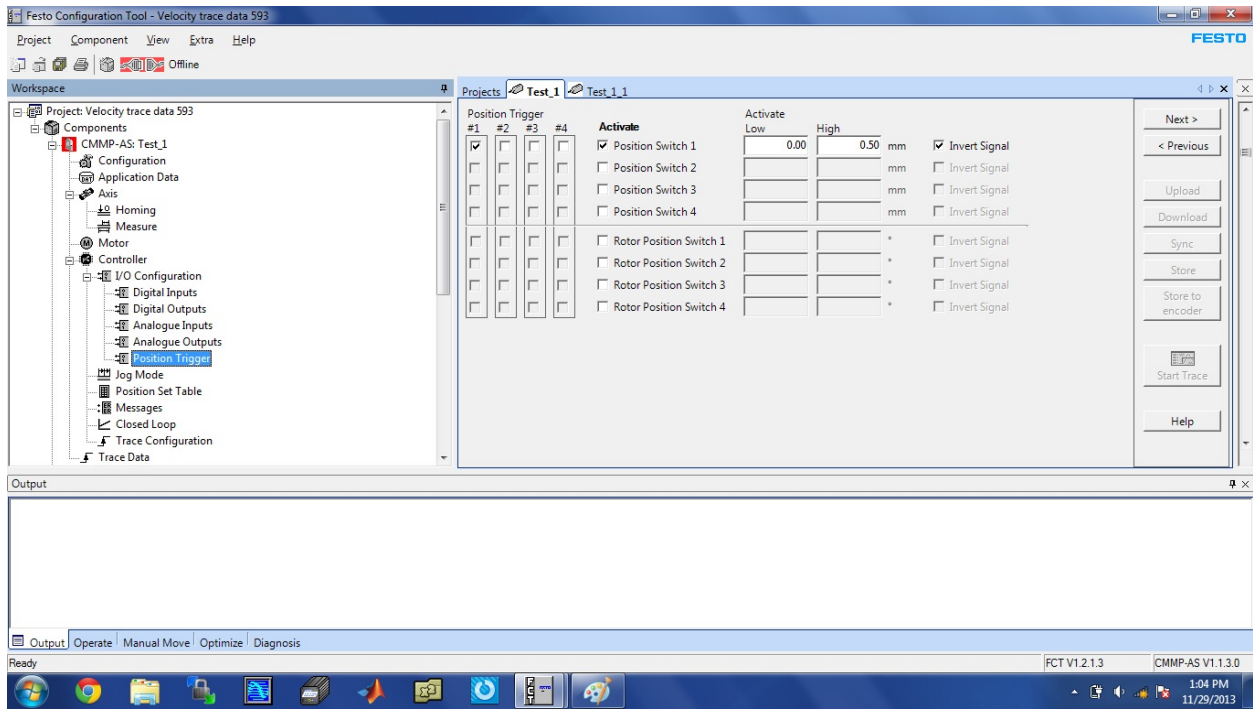 Festo Configuration Tool - Velocity trace data 593
Project Component View Extra Help
FESTO
Offline
Workspace
Project: Velocity trace data 593
Components
CMMP-AS: Test_1
Configuration
Application Data
Axis
Homing
Measure
Motor
Controller
I/O Configuration
Digital Inputs
Digital Outputs
Analogue Inputs
Analogue Outputs
Position Trigger
Jog Mode
Position Set Table
Messages
Closed Loop
Trace Configuration
Trace Data
Projects Test_1 Test_1_1
Position Trigger Activate
#1 #2 #3 #4 Activate Low High
Position Switch 1 0.00 0.50 mm Invert Signal
Position Switch 2 mm Invert Signal
Position Switch 3 mm Invert Signal
Position Switch 4 mm Invert Signal
Rotor Position Switch 1 ° Invert Signal
Rotor Position Switch 2 ° Invert Signal
Rotor Position Switch 3 ° Invert Signal
Rotor Position Switch 4 ° Invert Signal
Next >
< Previous
Upload
Download
Sync
Store
Store to
encoder
Start Trace
Help
Output
Output Operate Manual Move Optimize Diagnosis
Ready FCT V1.2.1.3 CMMP-AS V1.1.3.0
1:04 PM
11/29/2013